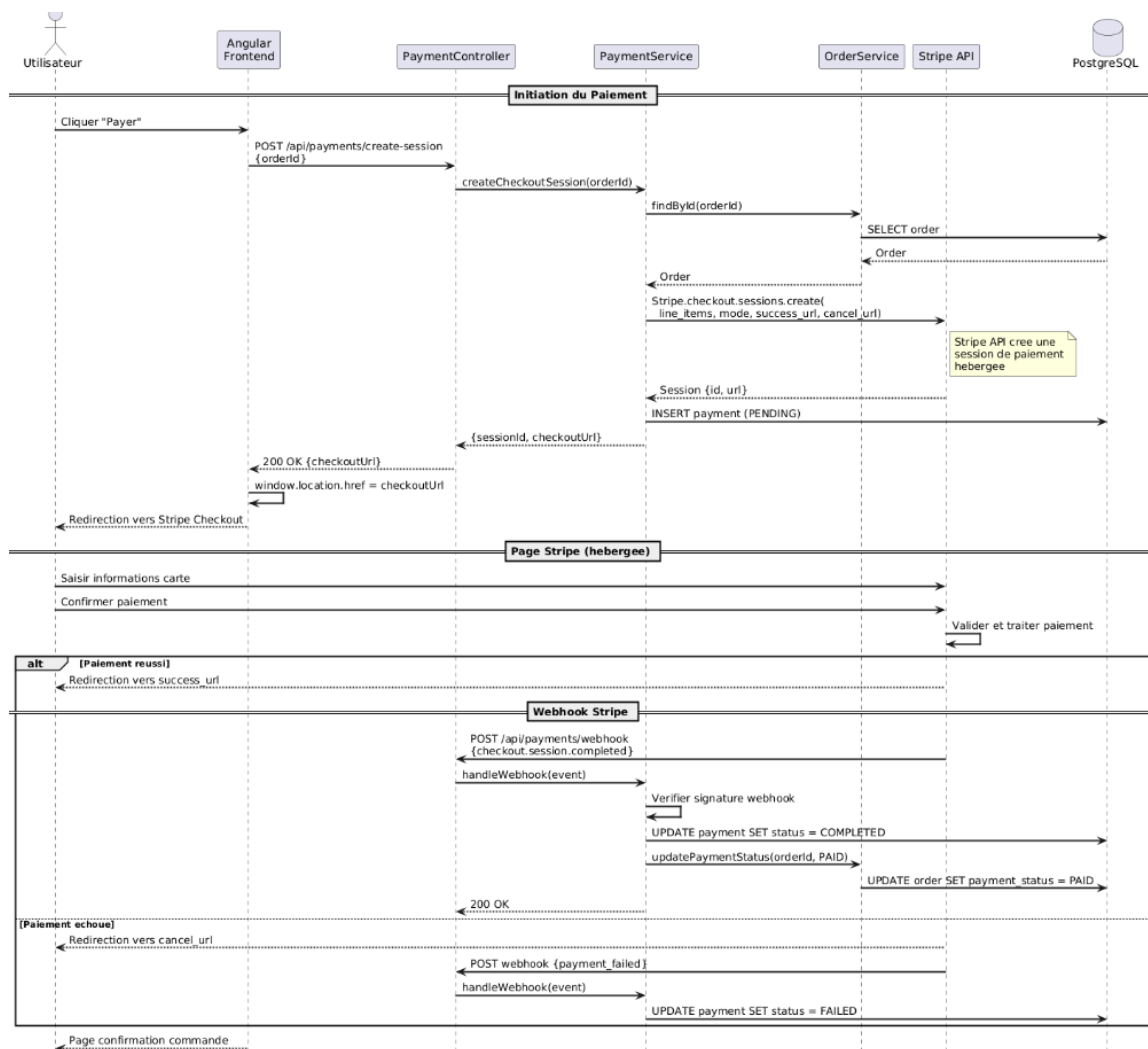 Utilisateur
Angular
Frontend
PaymentController
PaymentService
OrderService
Stripe API
PostgreSQL
Initiation du Paiement
Cliquer "Payer"
POST /api/payments/create-session
{orderId}
createCheckoutSession(orderId)
findById(orderId)
SELECT order
Order
Order
Stripe.checkout.sessions.create(
line_items, mode, success_url, cancel_url)
Stripe API cree une
session de paiement
hebergee
Session {id, url}
INSERT payment (PENDING)
{sessionId, checkoutUrl}
200 OK {checkoutUrl}
window.location.href = checkoutUrl
Redirection vers Stripe Checkout
Page Stripe (hebergee)
Saisir informations carte
Confirmer paiement
Valider et traiter paiement
alt [Paiement reussi]
Redirection vers success_url
Webhook Stripe
POST /api/payments/webhook
{checkout.session.completed}
handleWebhook(event)
Verifier signature webhook
UPDATE payment SET status = COMPLETED
updatePaymentStatus(orderId, PAID)
UPDATE order SET payment_status = PAID
200 OK
[Paiement echoue]
Redirection vers cancel_url
POST webhook {payment_failed}
handleWebhook(event)
UPDATE payment SET status = FAILED
Page confirmation commande